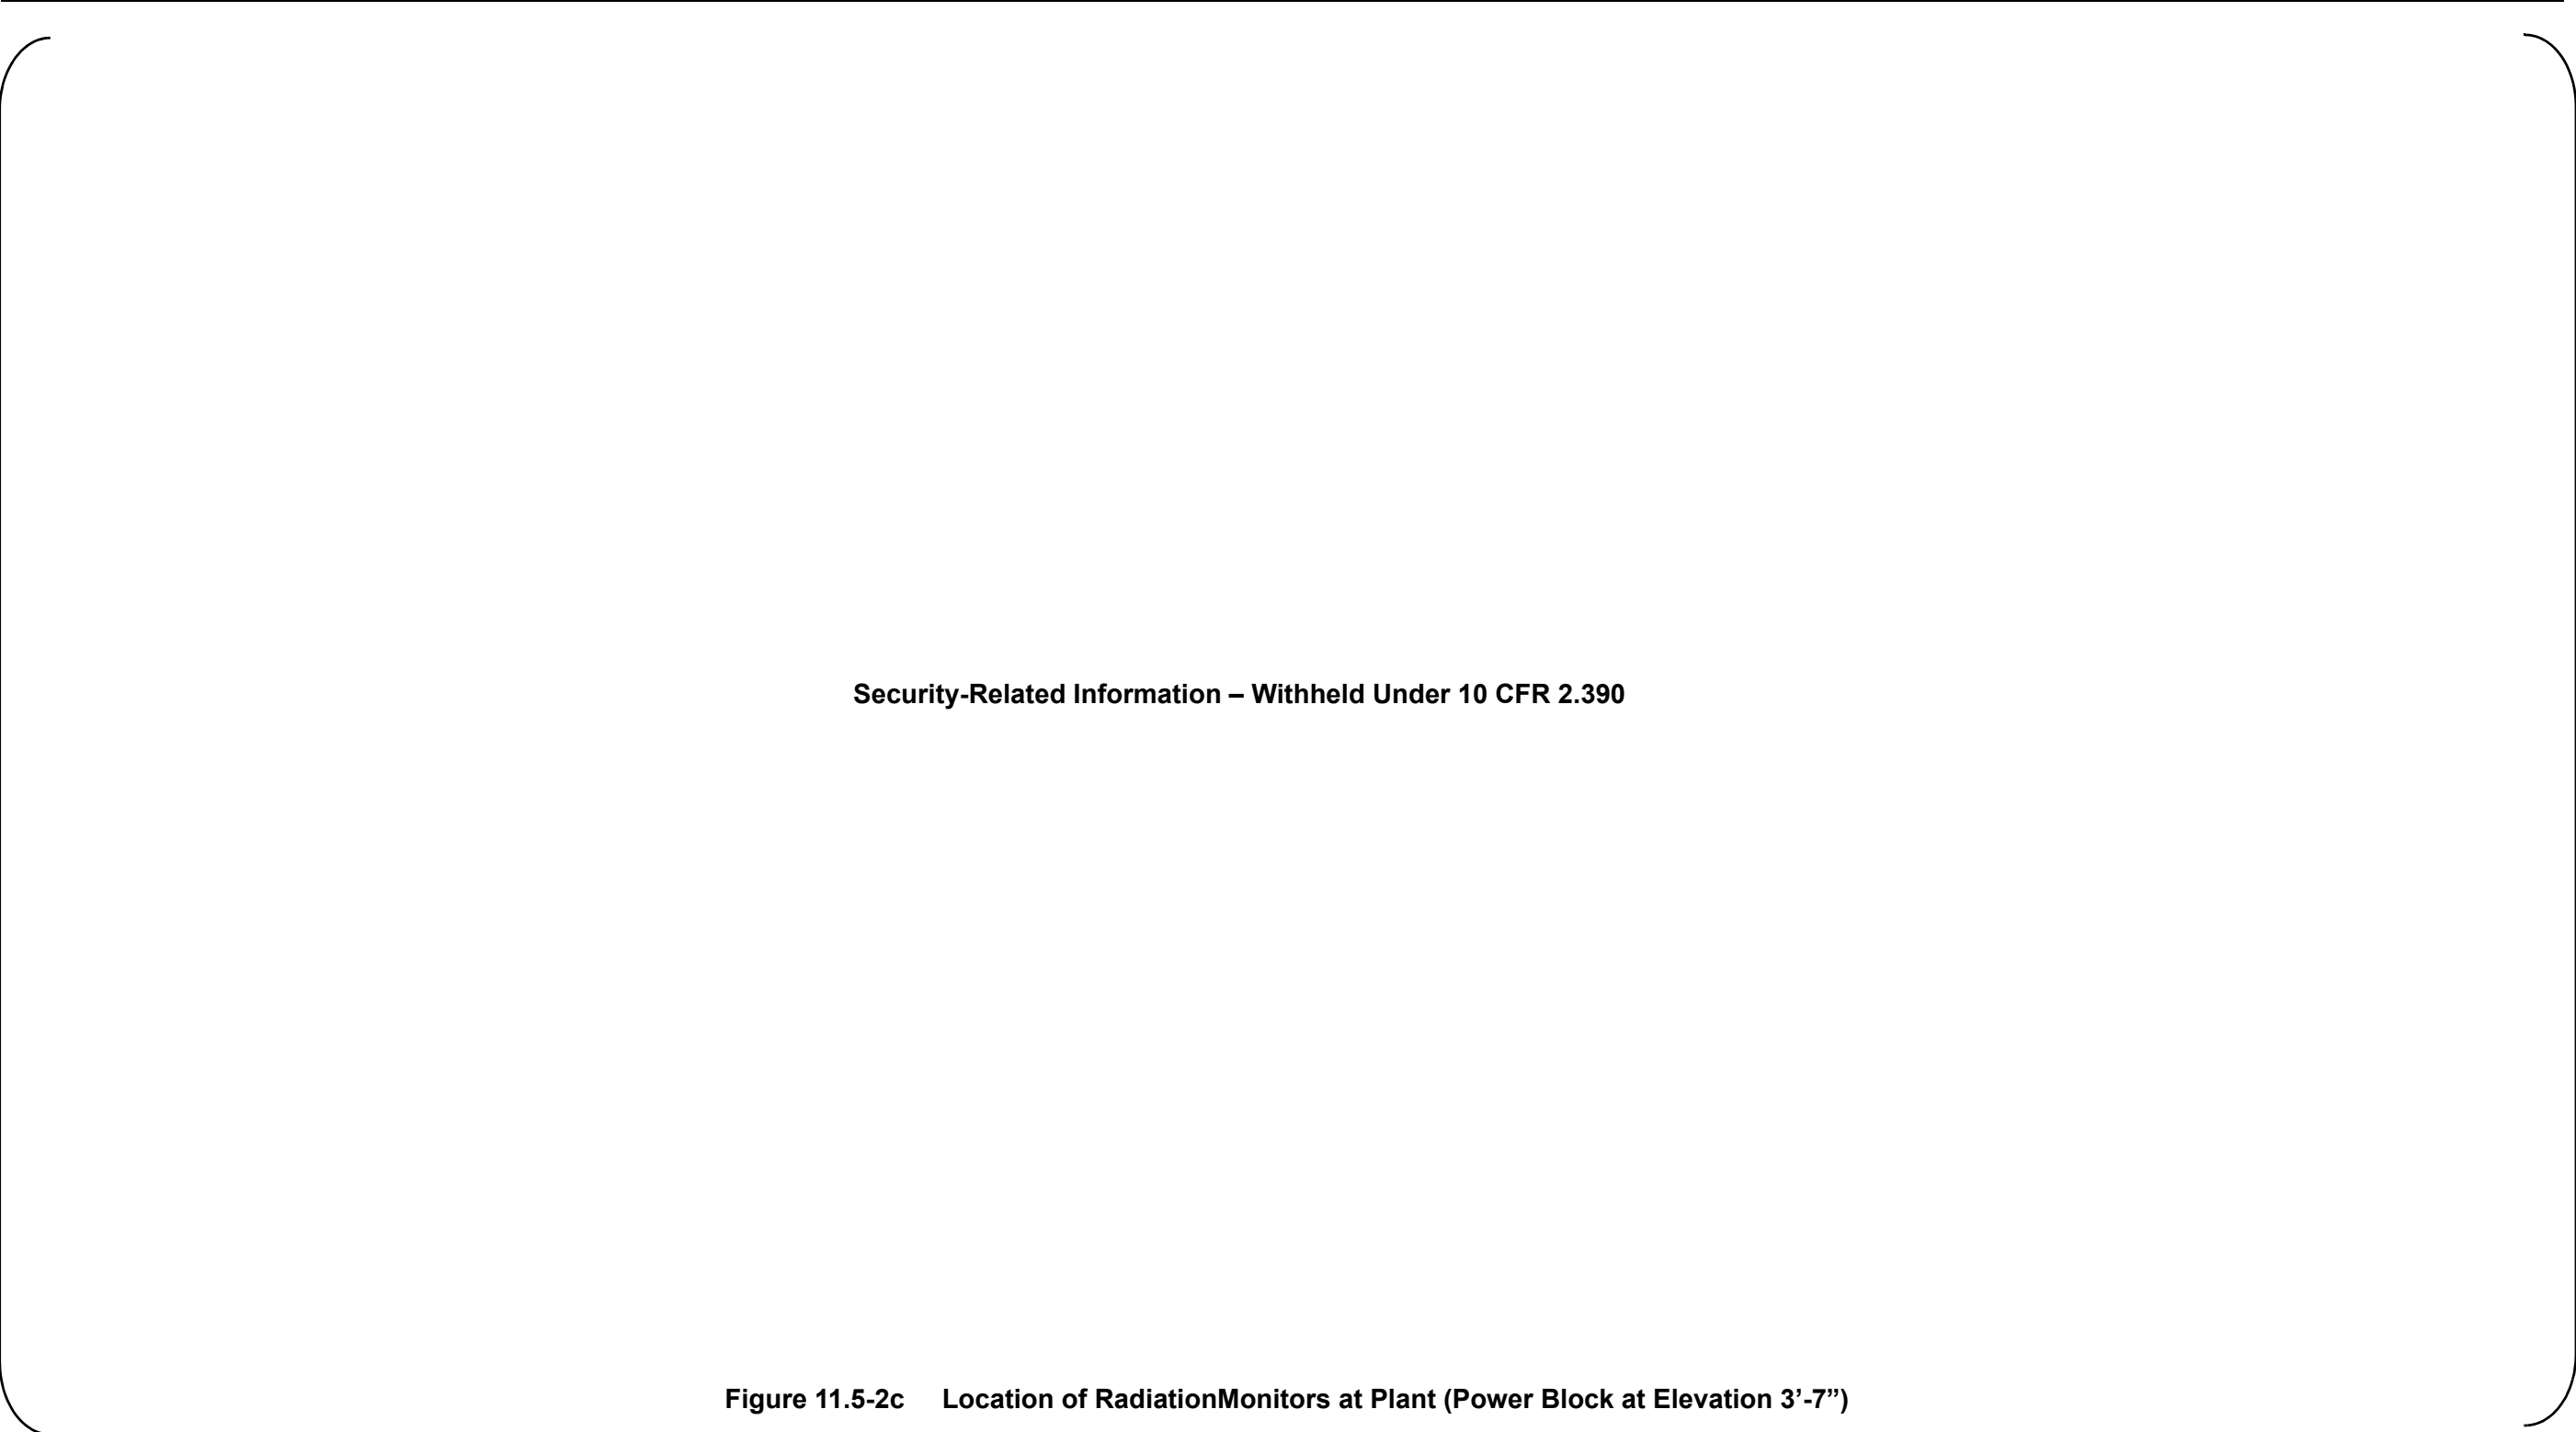 Security-Related Information – Withheld Under 10 CFR 2.390
Figure 11.5-2c Location of RadiationMonitors at Plant (Power Block at Elevation 3’-7”)